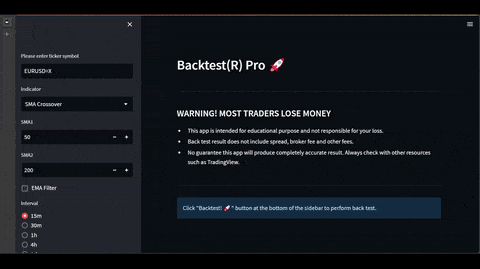 Please enter ticker symbol
EURUSD=X
Indicator
SMA Crossover
SMA1
50
SMA2
200
EMA Filter
Interval
15m
30m
1h
4h
Backtest(R) Pro 🚀
WARNING! MOST TRADERS LOSE MONEY
This app is intended for educational purpose and not responsible for your loss.
Back test result does not include spread, broker fee and other fees.
No guarantee this app will produce completely accurate result. Always check with other resources
such as TradingView.
Click "Backtest! 🚀" button at the bottom of the sidebar to perform back test.